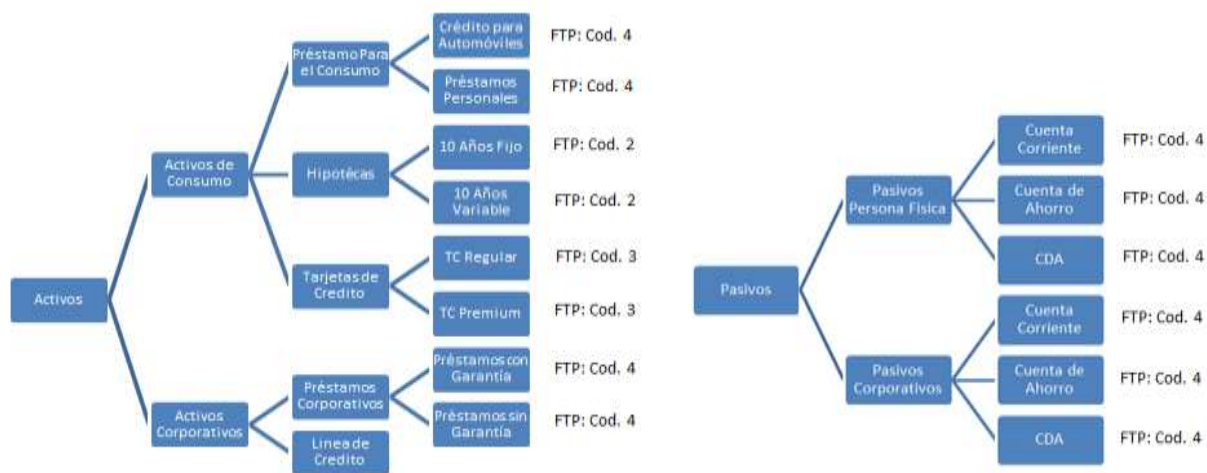 Crédito para
Automóviles
FTP: Cod. 4
Préstamo Para
el Consumo
Préstamos
Personales
FTP: Cod. 4
Activos de
Consumo
Hipotécas
10 Años Fijo
FTP: Cod. 2
10 Años
Variable
FTP: Cod. 2
Tarjetas de
Credito
TC Regular
FTP: Cod. 3
TC Premium
FTP: Cod. 3
Activos
Activos
Corporativos
Préstamos
Corporativos
Préstamos con
Garantía
FTP: Cod. 4
Préstamos sin
Garantía
FTP: Cod. 4
Linea de
Credito
Pasivos
Pasivos
Persona Física
Cuenta
Corriente
FTP: Cod. 4
Cuenta de
Ahorro
FTP: Cod. 4
CDA
FTP: Cod. 4
Pasivos
Corporativos
Cuenta
Corriente
FTP: Cod. 4
Cuenta de
Ahorro
FTP: Cod. 4
CDA
FTP: Cod. 4